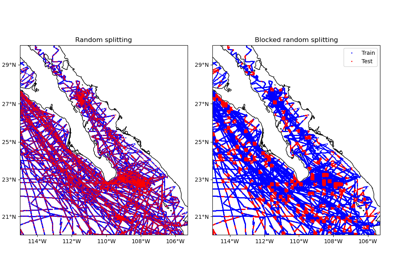 Random splitting
29°N
27°N
25°N
23°N
21°N
114°W 112°W 110°W 108°W 106°W
Blocked random splitting
Train
Test
29°N
27°N
25°N
23°N
21°N
114°W 112°W 110°W 108°W 106°W